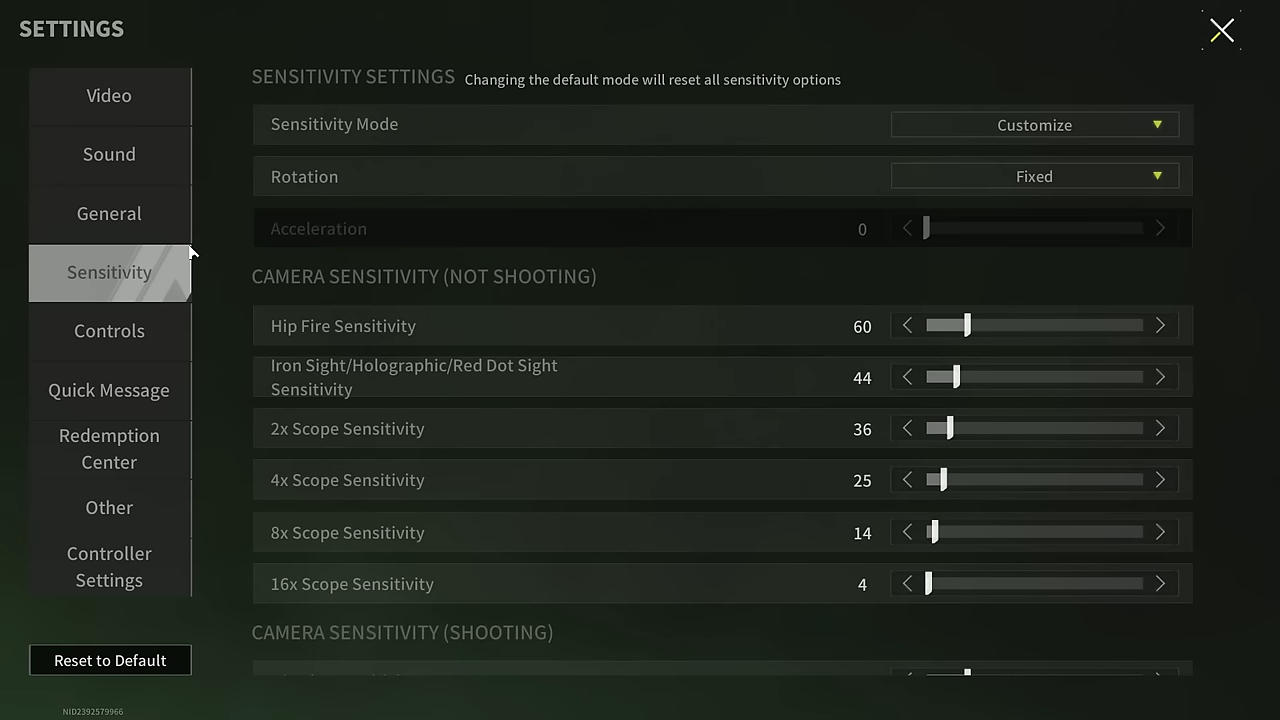 SETTINGS
Video
Sound
General
Sensitivity
Controls
Quick Message
Redemption
Center
Other
Controller
Settings
Reset to Default
NID2392579966
SENSITIVITY SETTINGS Changing the default mode will reset all sensitivity options
Sensitivity Mode Customize
Rotation Fixed
Acceleration 0
CAMERA SENSITIVITY (NOT SHOOTING)
Hip Fire Sensitivity 60
Iron Sight/Holographic/Red Dot Sight
Sensitivity 44
2x Scope Sensitivity 36
4x Scope Sensitivity 25
8x Scope Sensitivity 14
16x Scope Sensitivity 4
CAMERA SENSITIVITY (SHOOTING)